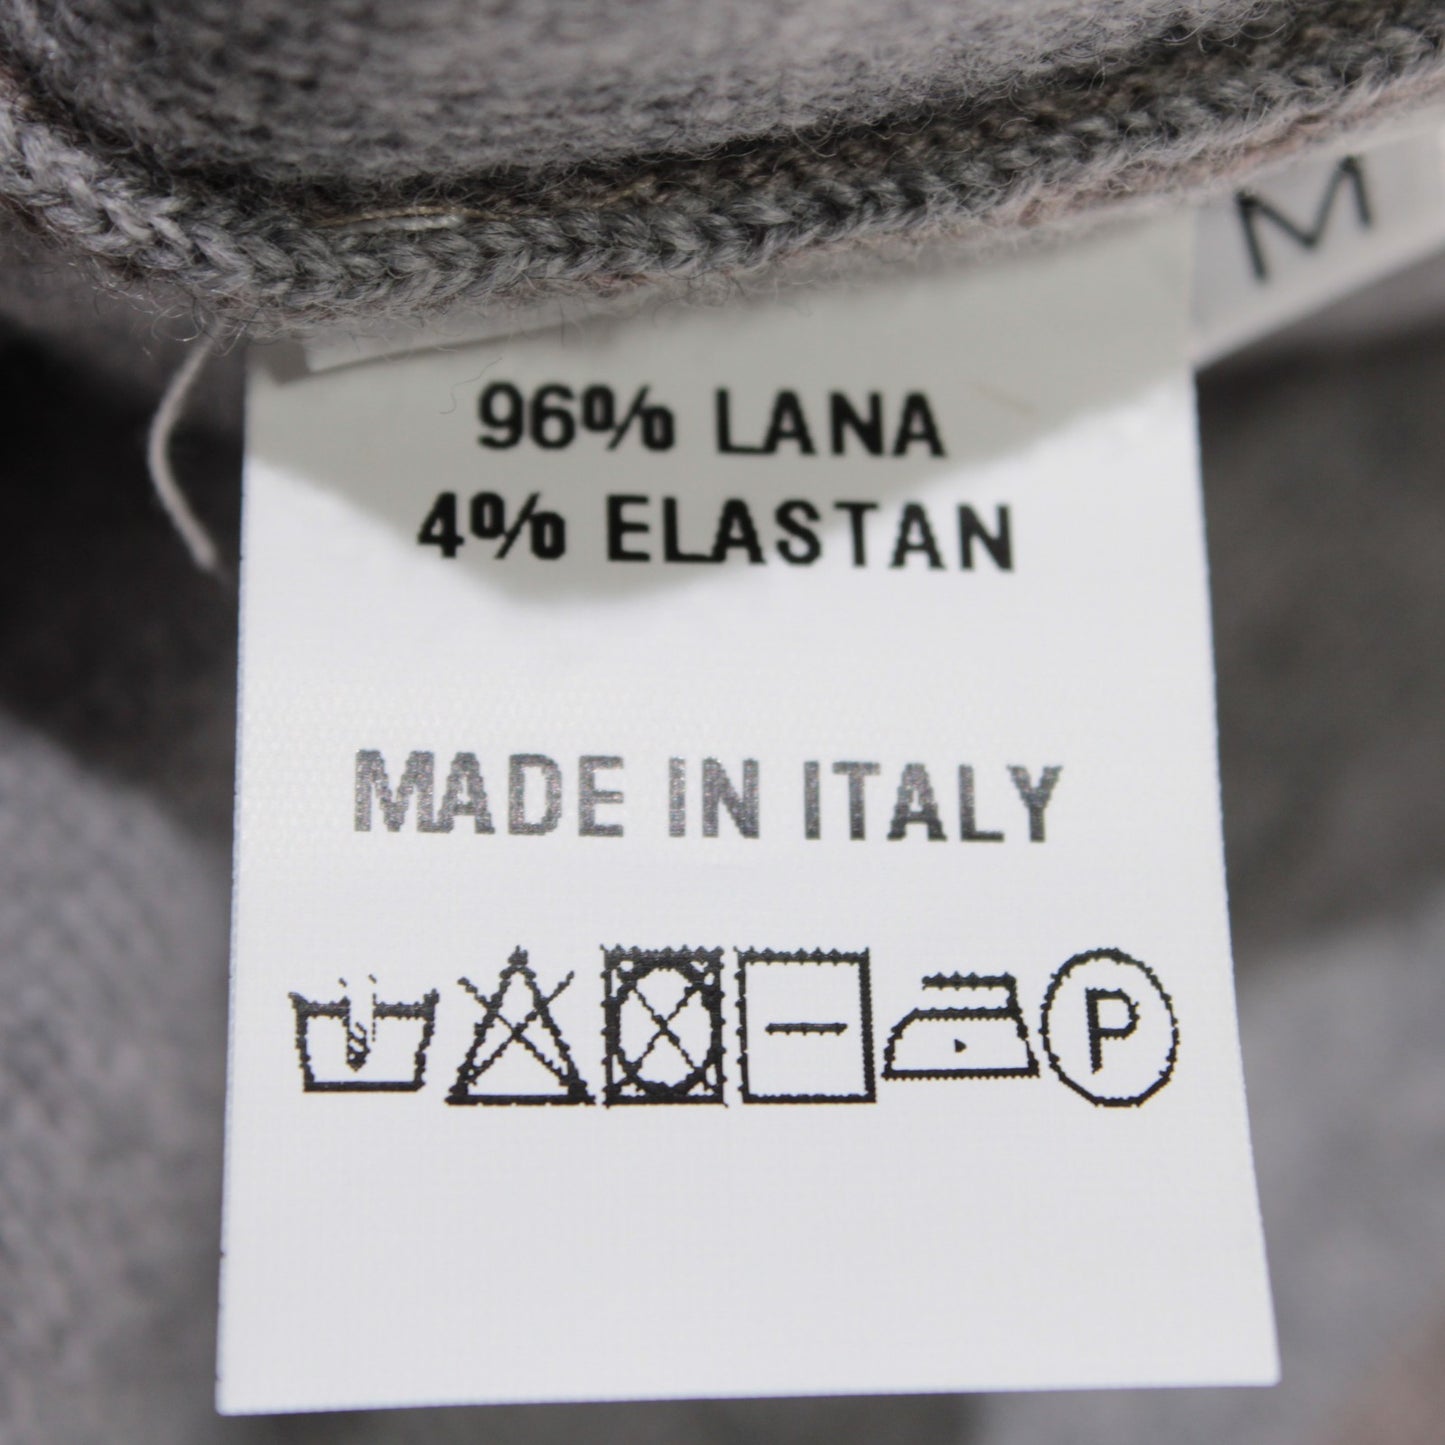 M
96% LANA
4% ELASTAN
MADE IN ITALY
P